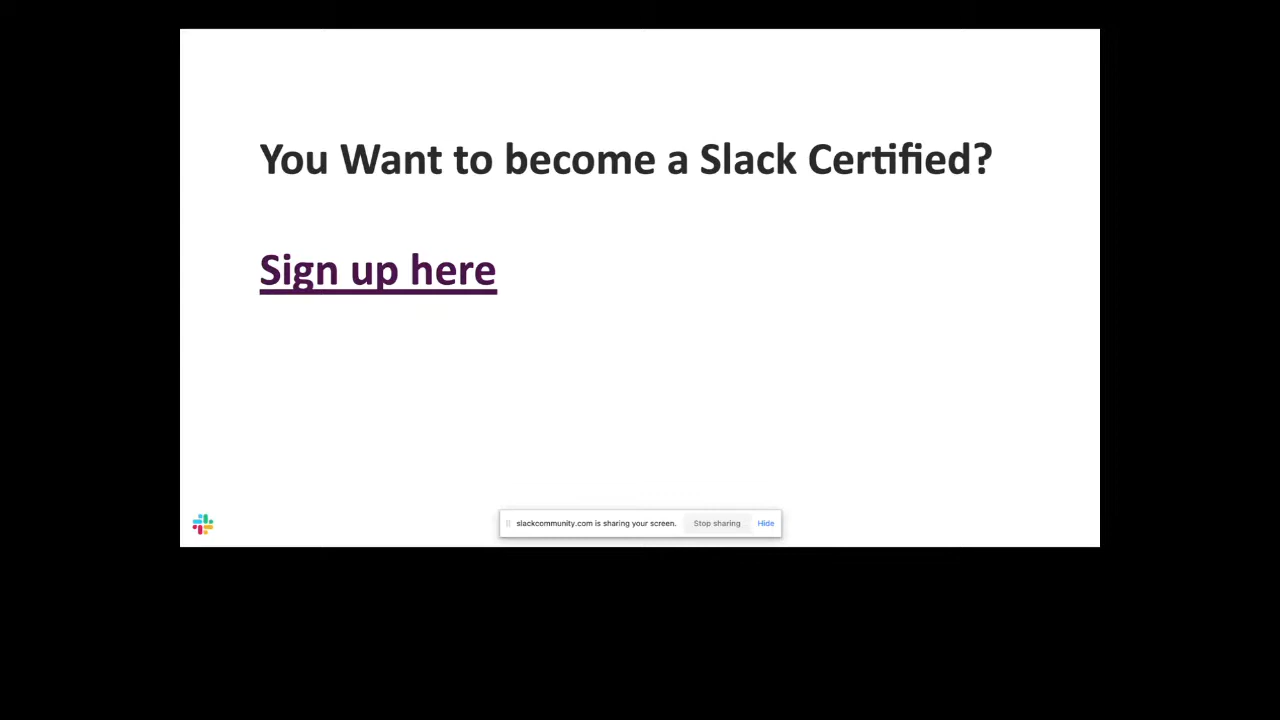 You Want to become a Slack Certified?
Sign up here
slackcommunity.com is sharing your screen. Stop sharing Hide